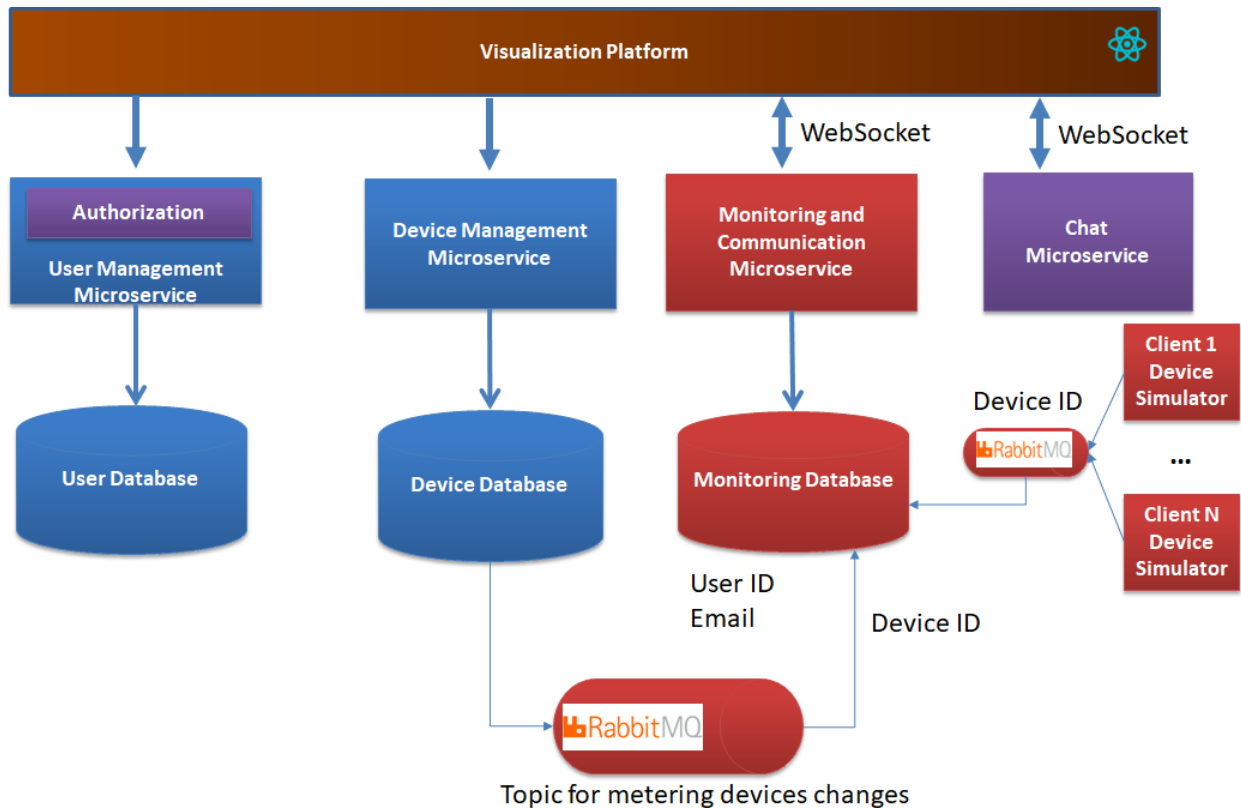 Visualization Platform
WebSocket
WebSocket
Authorization
User Management
Microservice
Device Management
Microservice
Monitoring and
Communication
Microservice
Chat
Microservice
Client 1
Device
Simulator
Device ID
RabbitMQ
...
Client N
Device
Simulator
User Database
Device Database
Monitoring Database
User ID
Email
Device ID
RabbitMQ
Topic for metering devices changes